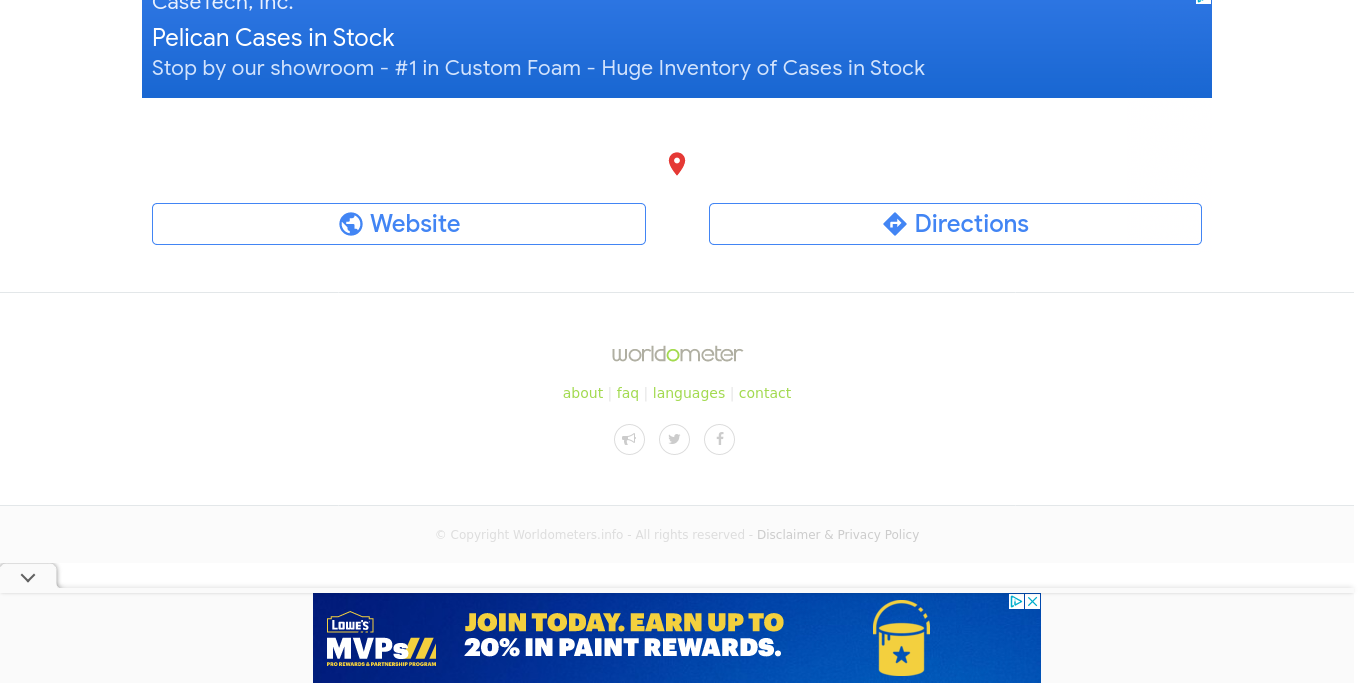 CaseTech, Inc.
Pelican Cases in Stock
Stop by our showroom - #1 in Custom Foam - Huge Inventory of Cases in Stock
Website
Directions
worldometer
about | faq | languages | contact
© Copyright Worldometers.info - All rights reserved - Disclaimer & Privacy Policy
LOWE'S
MVPs
PRO REWARDS & PARTNERSHIP PROGRAM
JOIN TODAY. EARN UP TO
20% IN PAINT REWARDS.